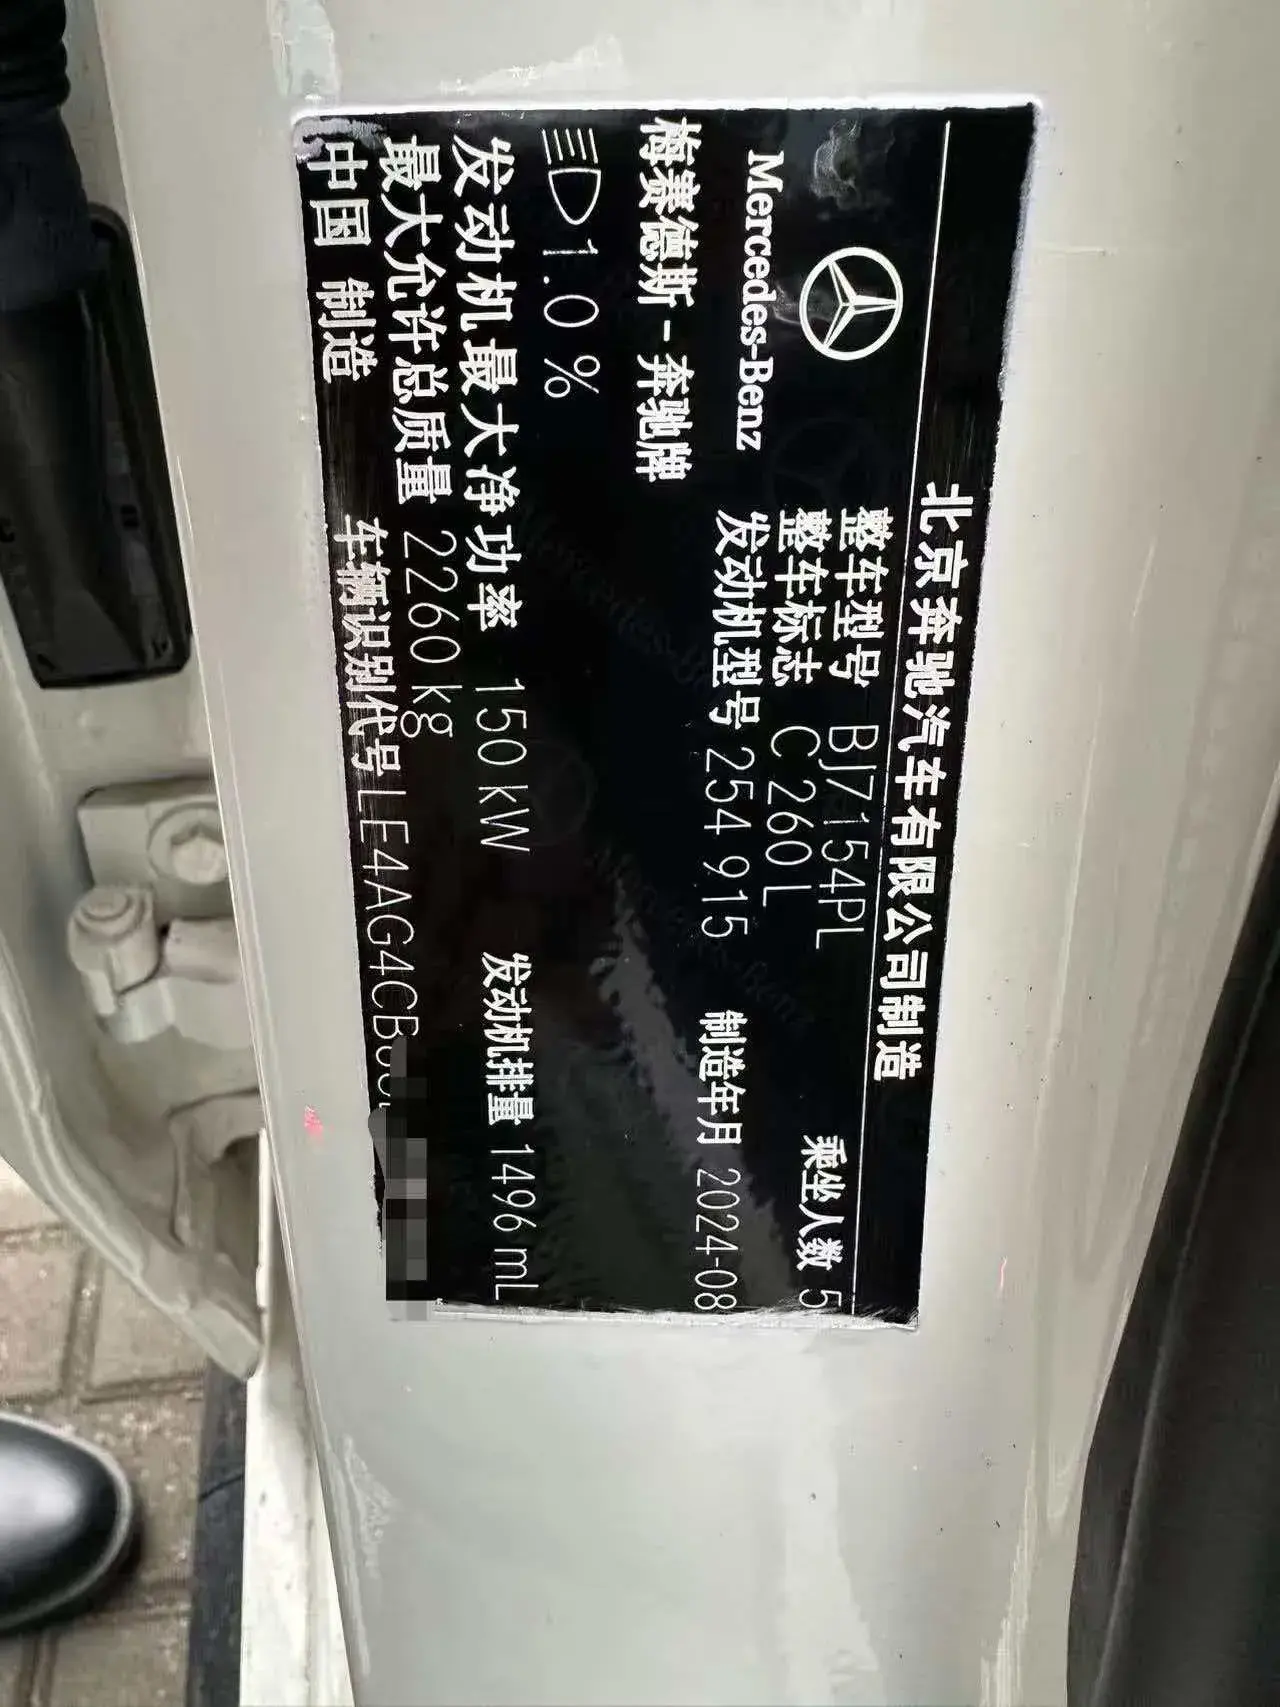 北京奔驰汽车有限公司制造
整车型号 BJ7154PL 乘坐人数 5
整车标志 C 260 L
Mercedes-Benz 发动机型号 254 915 制造年月 2024-08
梅赛德斯-奔驰牌
1.0 %
发动机最大净功率 150 kW 发动机排量 1496 mL
最大允许总质量 2260 kg
中国 制造 车辆识别代号 LE4AG4CB